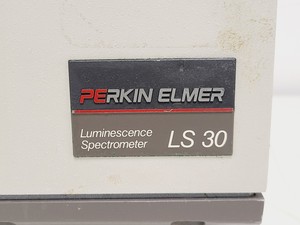 PERKIN ELMER
Luminescence
Spectrometer LS 30